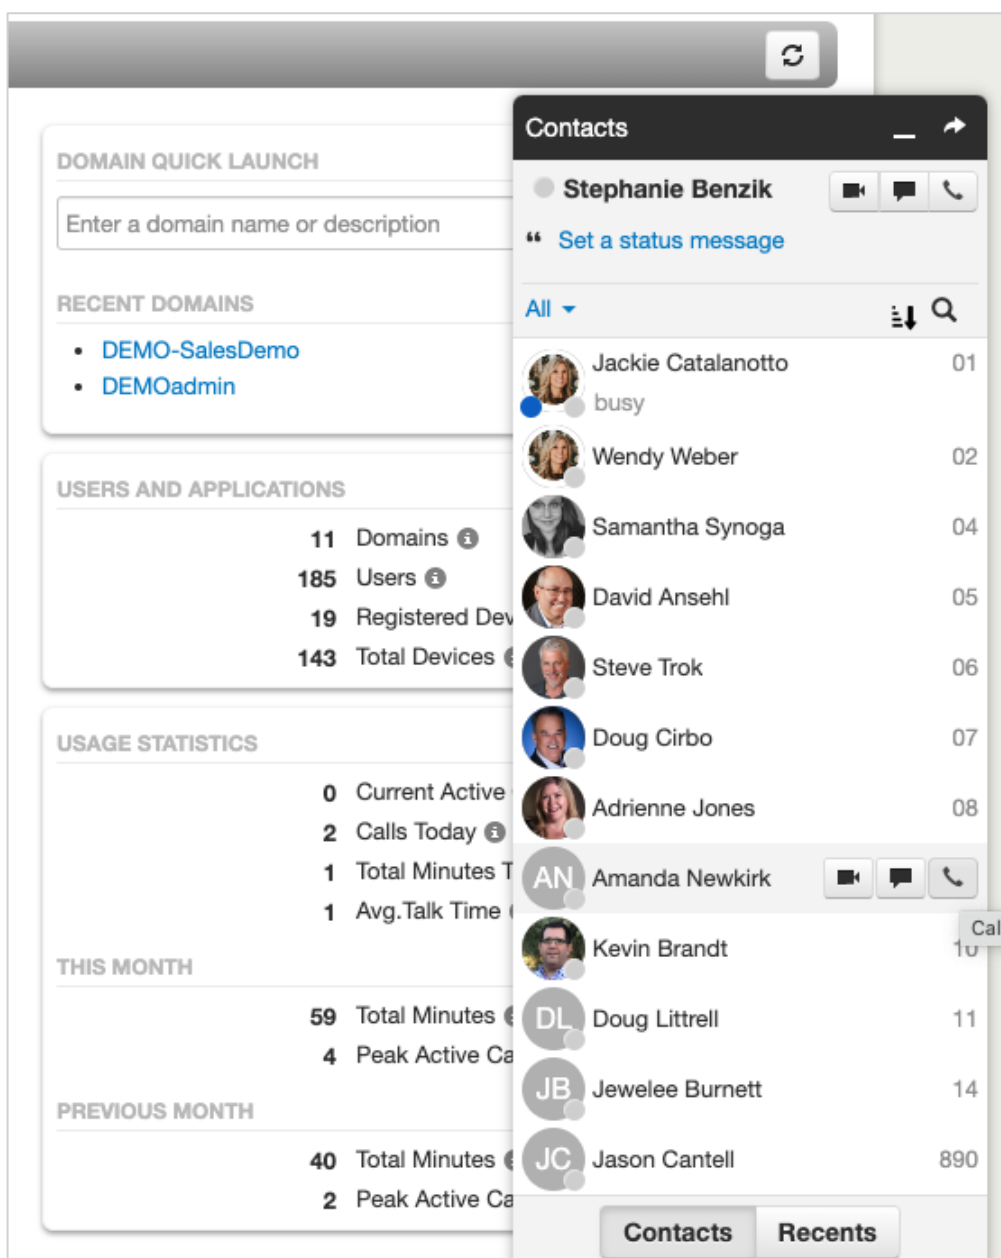 DOMAIN QUICK LAUNCH
Enter a domain name or description
RECENT DOMAINS
DEMO-SalesDemo
DEMOadmin
USERS AND APPLICATIONS
11 Domains
185 Users
19 Registered Dev
143 Total Devices
USAGE STATISTICS
0 Current Active
2 Calls Today
1 Total Minutes T
1 Avg.Talk Time
THIS MONTH
59 Total Minutes
4 Peak Active Ca
PREVIOUS MONTH
40 Total Minutes
2 Peak Active Ca
Contacts
Stephanie Benzik
“ Set a status message
All
Jackie Catalanotto 01
busy
Wendy Weber 02
Samantha Synoga 04
David Ansehl 05
Steve Trok 06
Doug Cirbo 07
Adrienne Jones 08
AN Amanda Newkirk
Cal
Kevin Brandt 10
DL Doug Littrell 11
JB Jewelee Burnett 14
JC Jason Cantell 890
Contacts Recents